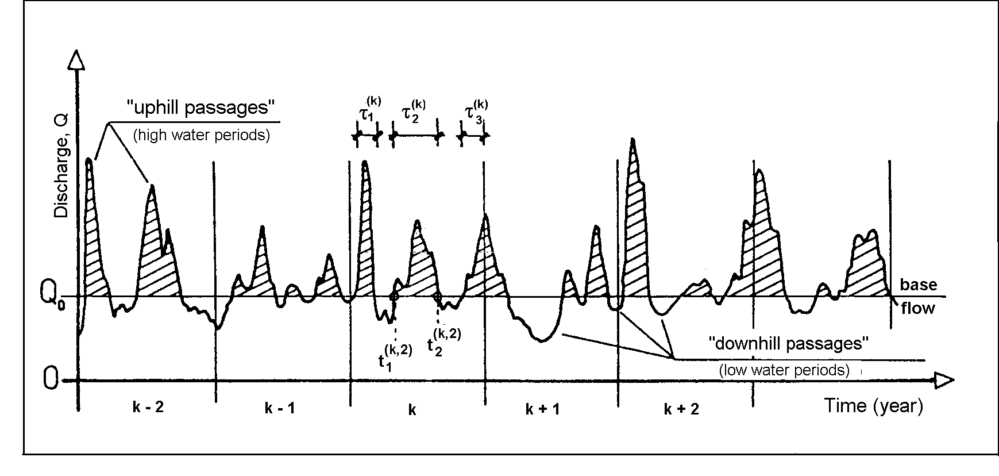 "uphill passages"
(high water periods)
τ₁⁽ᵏ⁾ τ₂⁽ᵏ⁾ τ₃⁽ᵏ⁾
Discharge, Q
Q₀
base
flow
t₁⁽ᵏ,²⁾
t₂⁽ᵏ,²⁾
"downhill passages"
(low water periods)
0
k - 2 k - 1 k k + 1 k + 2
Time (year)